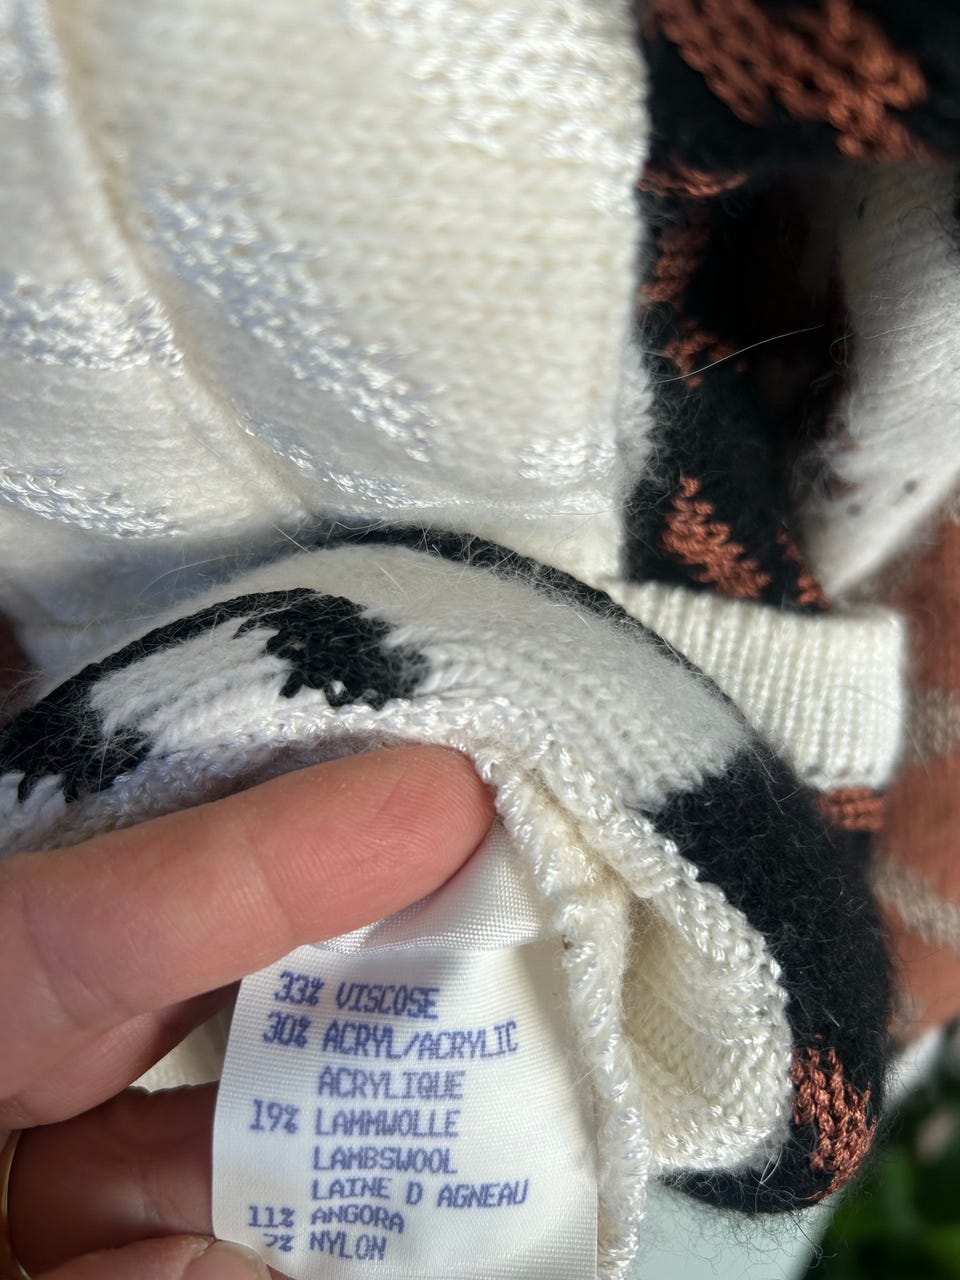 33% VISCOSE
30% ACRYL/ACRYLIC
ACRYLIQUE
19% LAMMWOLLE
LAMBSWOOL
LAINE D AGNEAU
11% ANGORA
7% NYLON